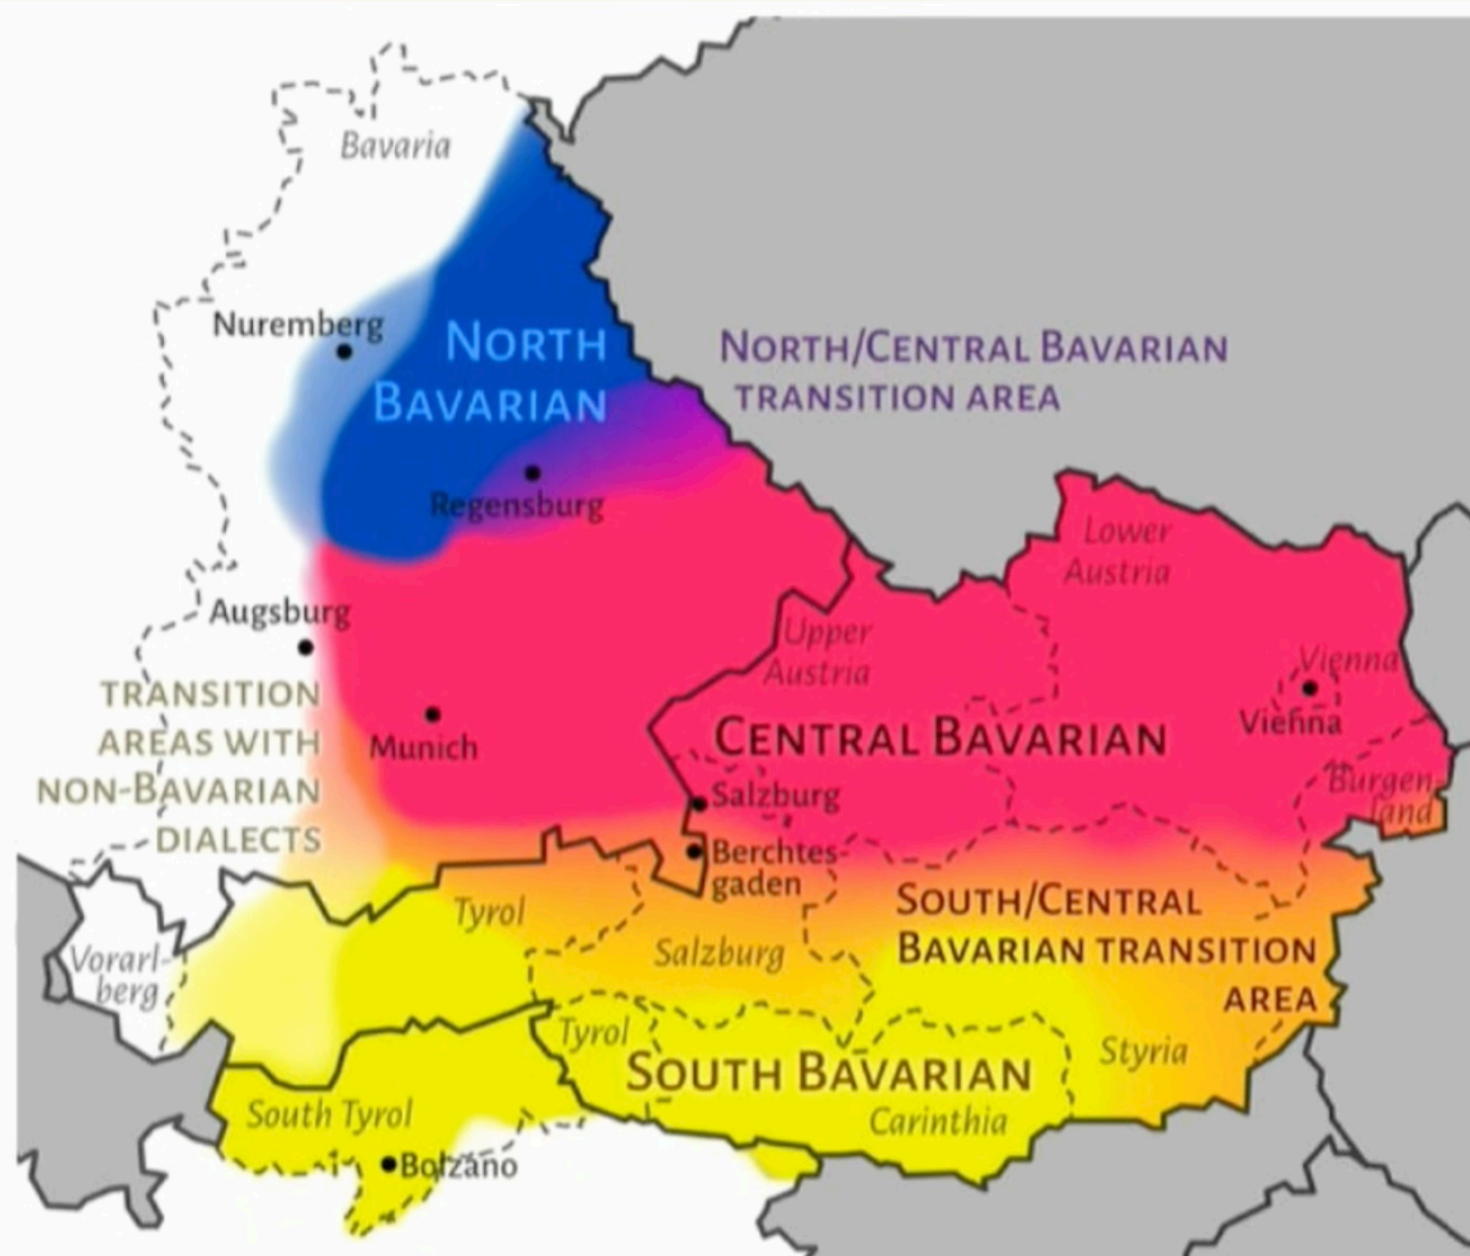 Bavaria
Nuremberg
NORTH
BAVARIAN
NORTH/CENTRAL BAVARIAN
TRANSITION AREA
Regensburg
Lower
Austria
Augsburg
Upper
Austria
Vienna
TRANSITION
AREAS WITH
NON-BAVARIAN
DIALECTS
Munich
CENTRAL BAVARIAN
Vienna
Salzburg
Burgen-
land
Berchtes-
gaden
Tyrol
SOUTH/CENTRAL
BAVARIAN TRANSITION
AREA
Vorarl-
berg
Salzburg
Tyrol
SOUTH BAVARIAN
Styria
South Tyrol
Carinthia
Bolzano